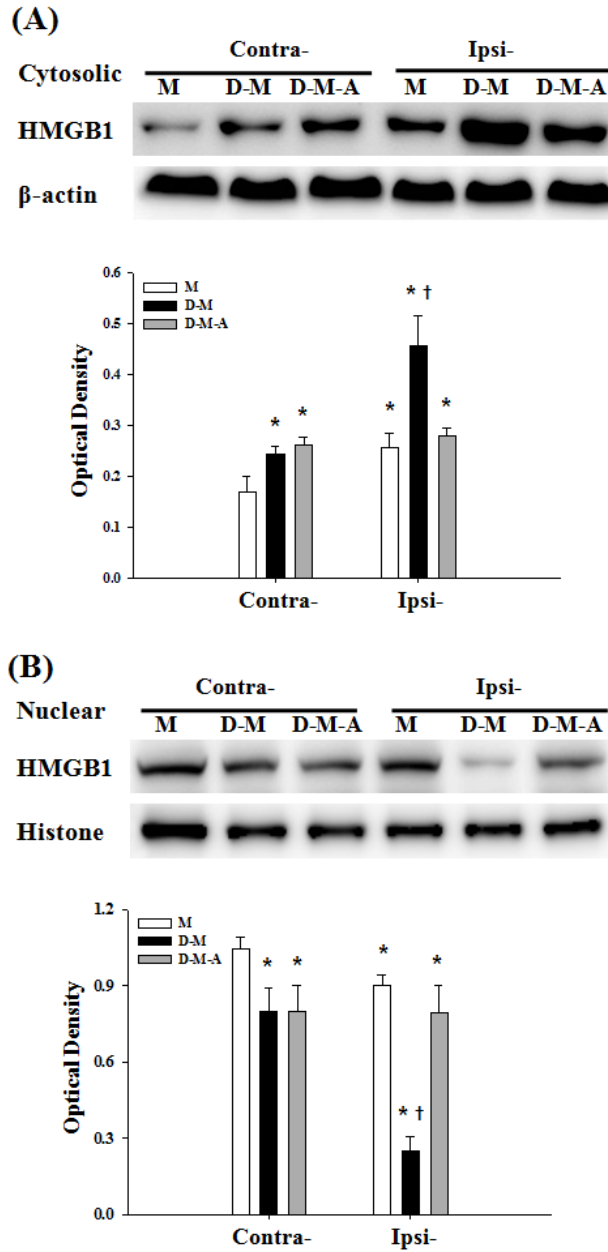 (A)
Contra- Ipsi-
Cytosolic
M D-M D-M-A M D-M D-M-A
HMGB1
β-actin
0.6
M
D-M
D-M-A
* †
0.5
0.4
* * * *
0.3
0.2
0.1
0.0
Optical Density
Contra- Ipsi-
(B)
Contra- Ipsi-
Nuclear
M D-M D-M-A M D-M D-M-A
HMGB1
Histone
1.2
M
D-M
D-M-A
* * * *
0.9
0.6
* †
0.3
0.0
Optical Density
Contra- Ipsi-